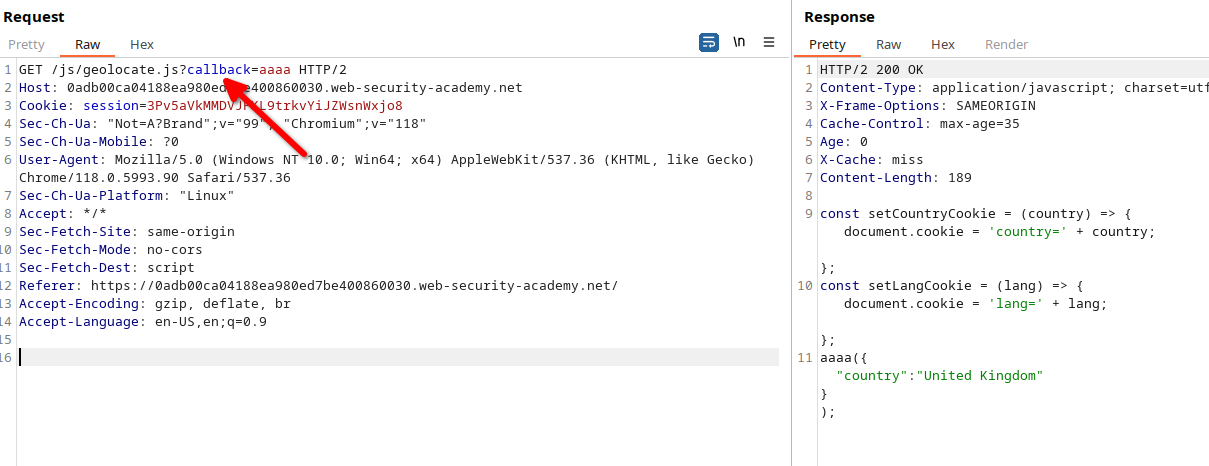 Request
Pretty Raw Hex
\n
1 GET /js/geolocate.js?callback=aaaa HTTP/2
2 Host: .web-security-academy.net
3 Cookie: session=
4 Sec-Ch-Ua: "Not=A?Brand";v="99", "Chromium";v="118"
5 Sec-Ch-Ua-Mobile: ?0
6 User-Agent: Mozilla/5.0 (Windows NT 10.0; Win64; x64) AppleWebKit/537.36 (KHTML, like Gecko)
Chrome/118.0.5993.90 Safari/537.36
7 Sec-Ch-Ua-Platform: "Linux"
8 Accept: */*
9 Sec-Fetch-Site: same-origin
10 Sec-Fetch-Mode: no-cors
11 Sec-Fetch-Dest: script
12 Referer: https://0adb00ca04188ea980ed7be400860030.web-security-academy.net/
13 Accept-Encoding: gzip, deflate, br
14 Accept-Language: en-US,en;q=0.9
15
16
Response
Pretty Raw Hex Render
1 HTTP/2 200 OK
2 Content-Type: application/javascript; charset=utf
3 X-Frame-Options: SAMEORIGIN
4 Cache-Control: max-age=35
5 Age: 0
6 X-Cache: miss
7 Content-Length: 189
8
9 const setCountryCookie = (country) => {
document.cookie = 'country=' + country;
};
10 const setLangCookie = (lang) => {
document.cookie = 'lang=' + lang;
};
11 aaaa({
"country":"United Kingdom"
}
);